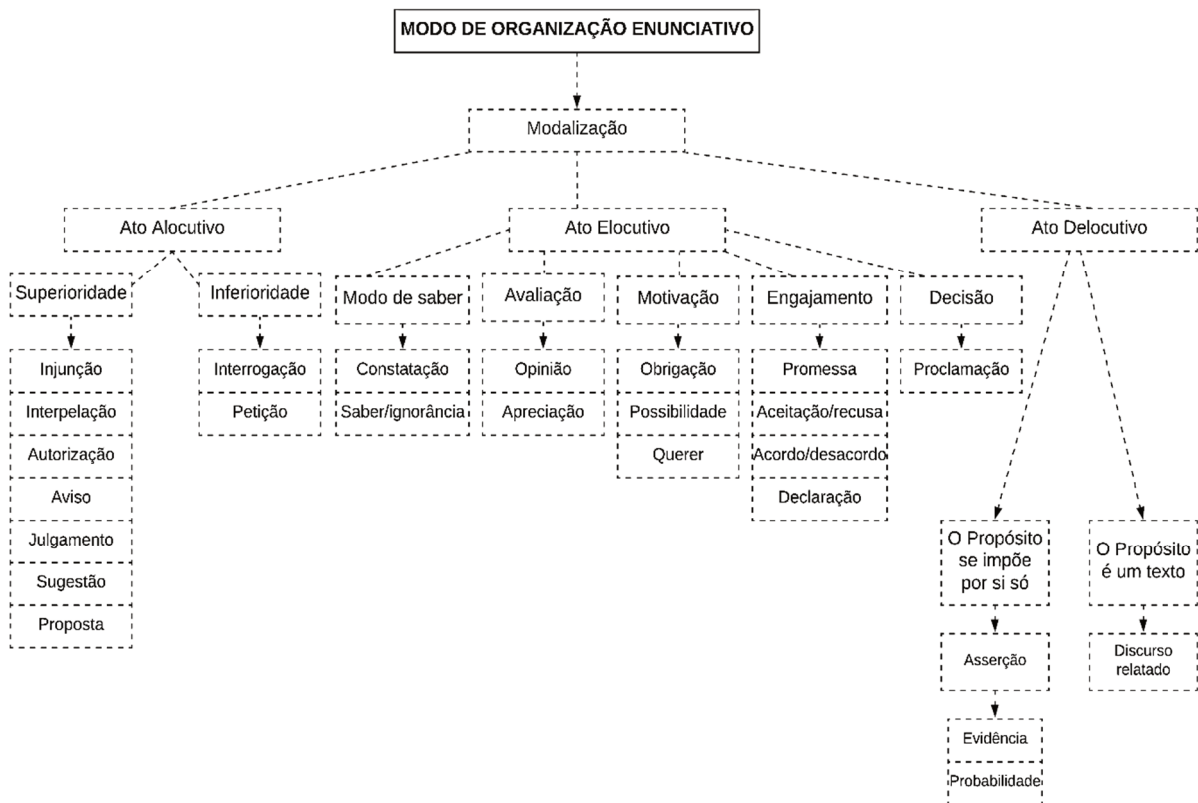 MODO DE ORGANIZAÇÃO ENUNCIATIVO
Modalização
Ato Alocutivo
Ato Elocutivo
Ato Delocutivo
Superioridade
Inferioridade
Modo de saber
Avaliação
Motivação
Engajamento
Decisão
Injunção
Interpelação
Autorização
Aviso
Julgamento
Sugestão
Proposta
Interrogação
Petição
Constatação
Saber/ignorância
Opinião
Apreciação
Obrigação
Possibilidade
Querer
Promessa
Aceitação/recusa
Acordo/desacordo
Declaração
Proclamação
O Propósito
se impõe
por si só
O Propósito
é um texto
Asserção
Discurso
relatado
Evidência
Probabilidade